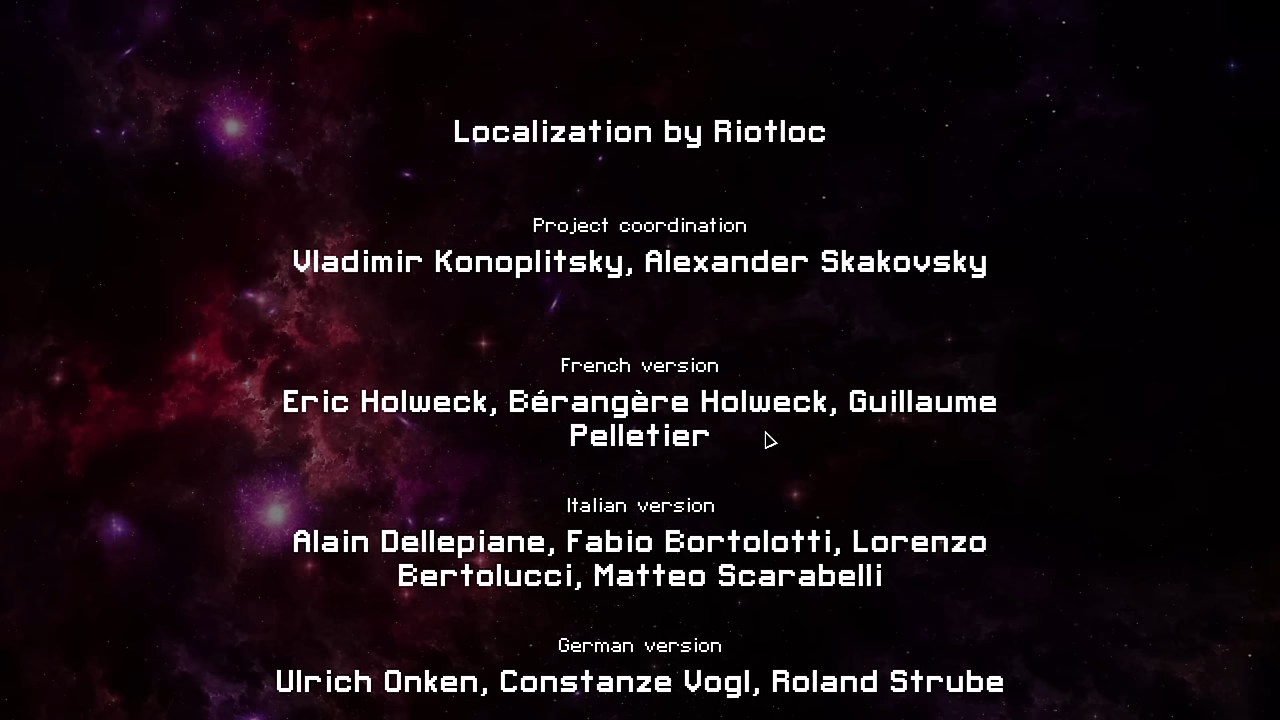 Localization by Riotloc
Project coordination
Vladimir Konoplitsky, Alexander Skakovsky
French version
Eric Holweck, Bérangère Holweck, Guillaume
Pelletier
Italian version
Alain Dellepiane, Fabio Bortolotti, Lorenzo
Bertolucci, Matteo Scarabelli
German version
Ulrich Onken, Constanze Vogl, Roland Strube